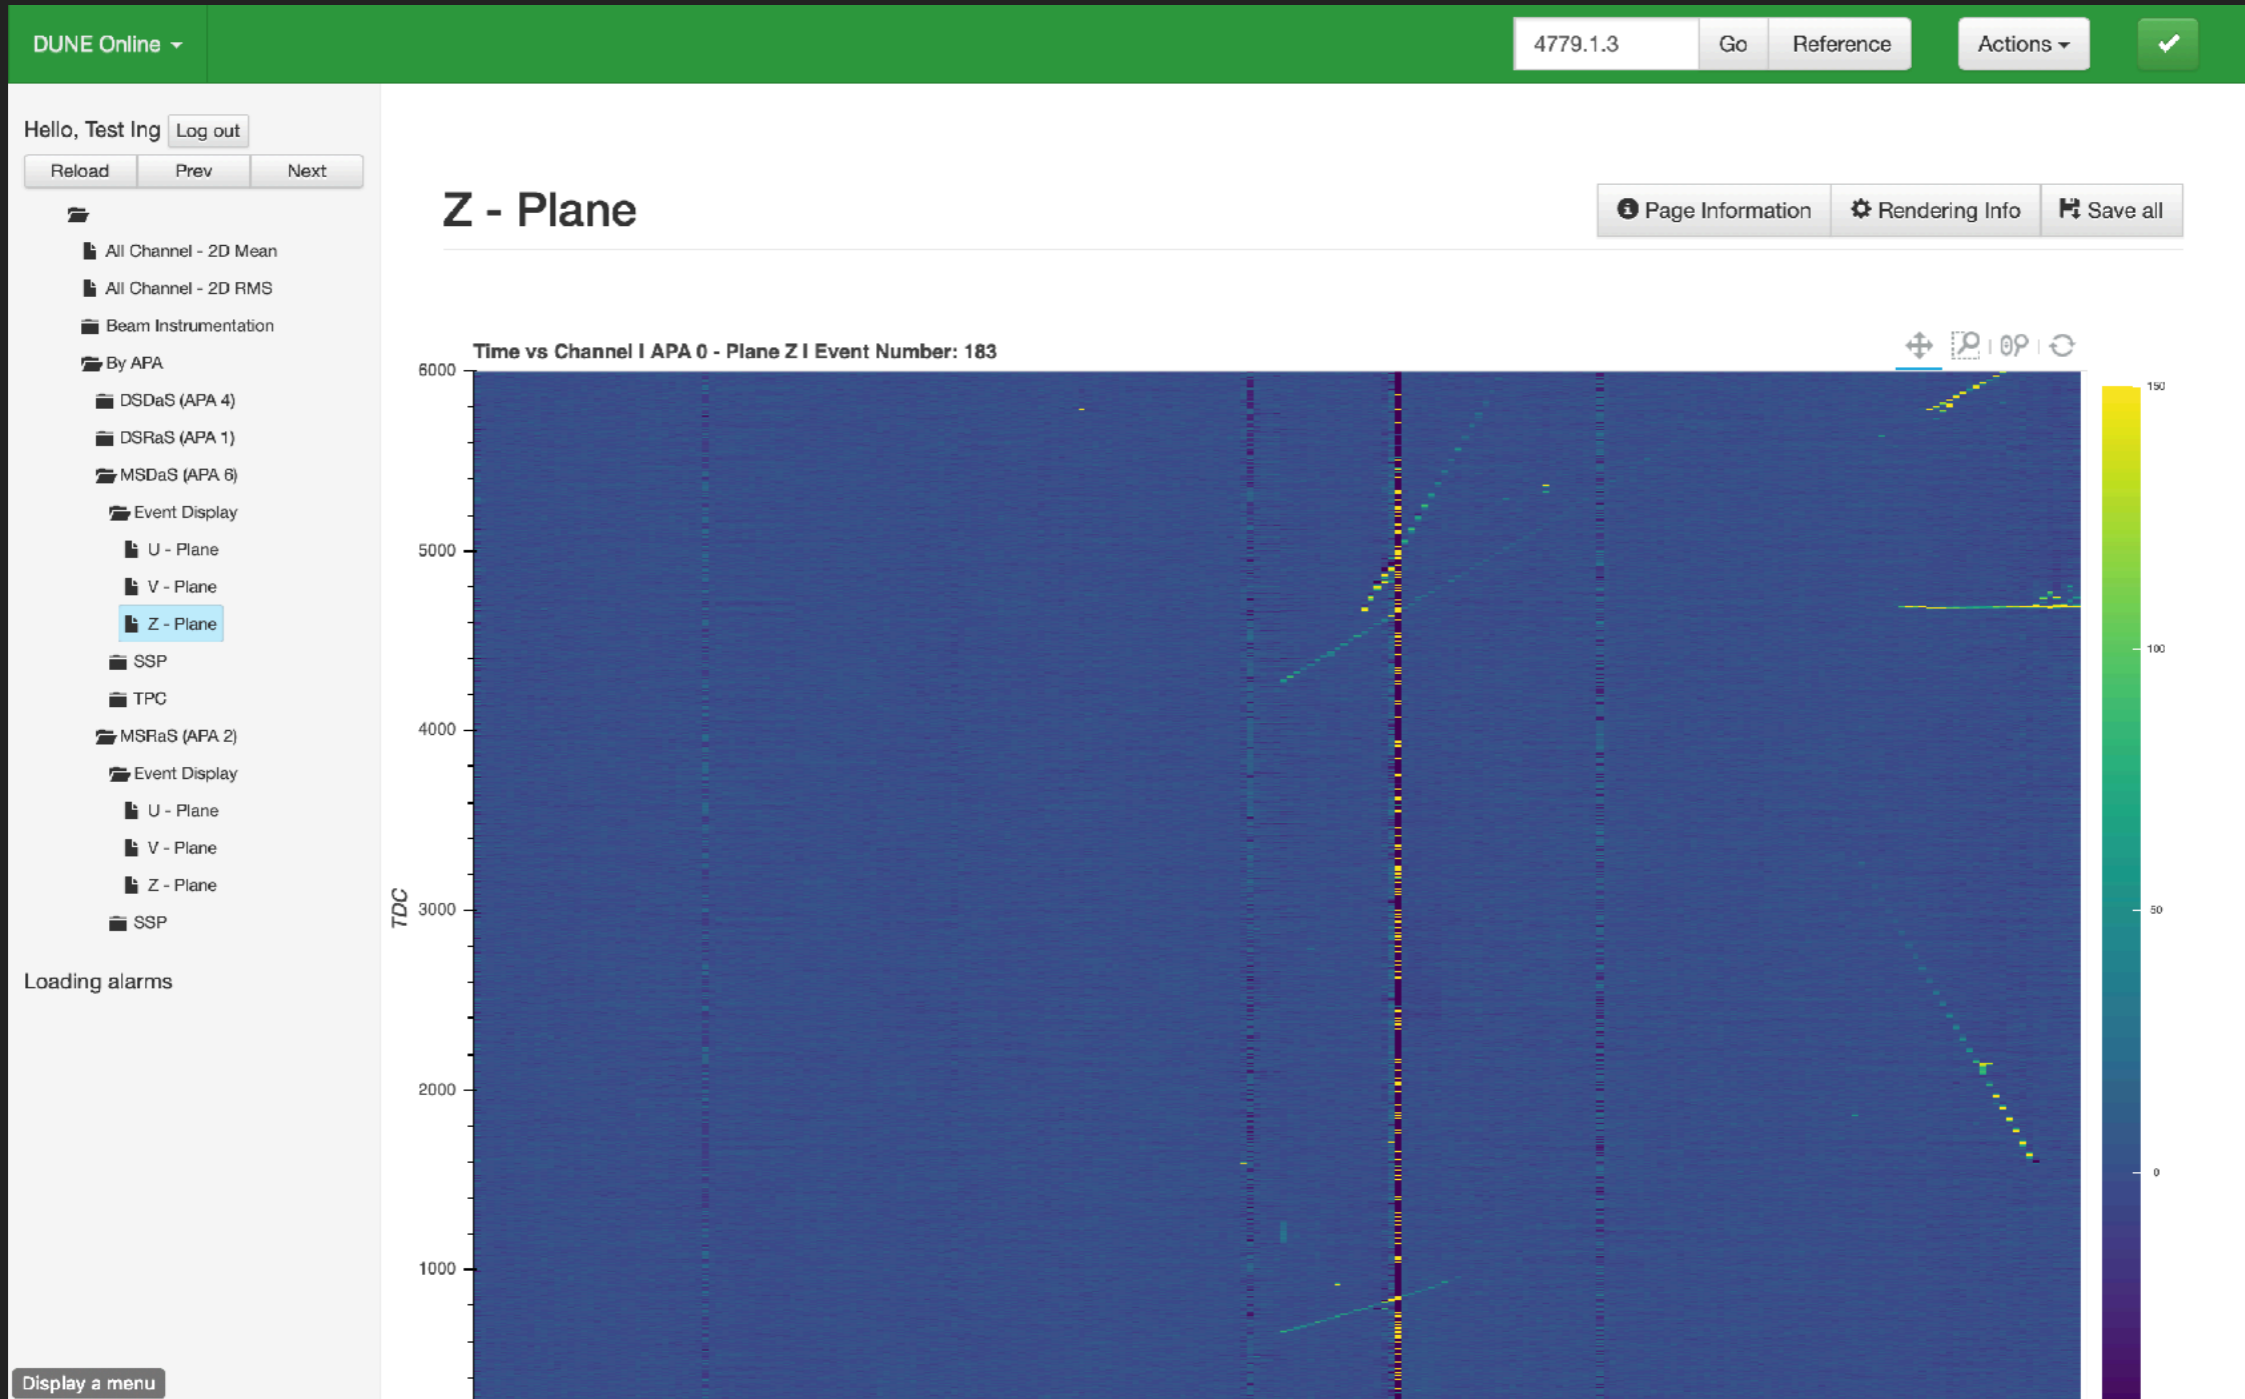 DUNE Online
4779.1.3 Go Reference Actions
Hello, Test Ing Log out
Reload Prev Next
All Channel - 2D Mean
All Channel - 2D RMS
Beam Instrumentation
By APA
DSDaS (APA 4)
DSRaS (APA 1)
MSDaS (APA 6)
Event Display
U - Plane
V - Plane
Z - Plane
SSP
TPC
MSRaS (APA 2)
Event Display
U - Plane
V - Plane
Z - Plane
SSP
Loading alarms
Display a menu
Z - Plane
Page Information Rendering Info Save all
Time vs Channel | APA 0 - Plane Z | Event Number: 183
6000
5000
4000
3000
2000
1000
TDC
150
100
50
0